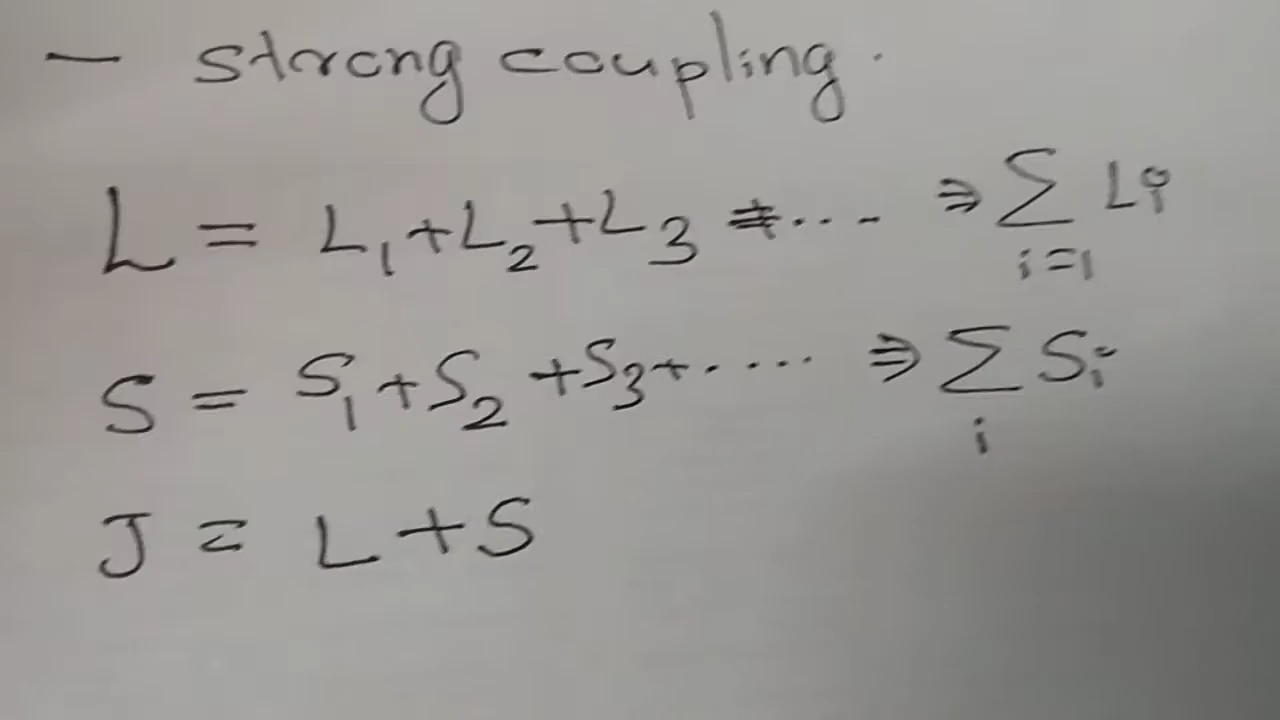 — strong coupling.
L = L₁+L₂+L₃ +.... ⇒ ∑ Li
i=1
S = S₁+S₂+S₃+..... ⇒ ∑ Si
i
J = L+S